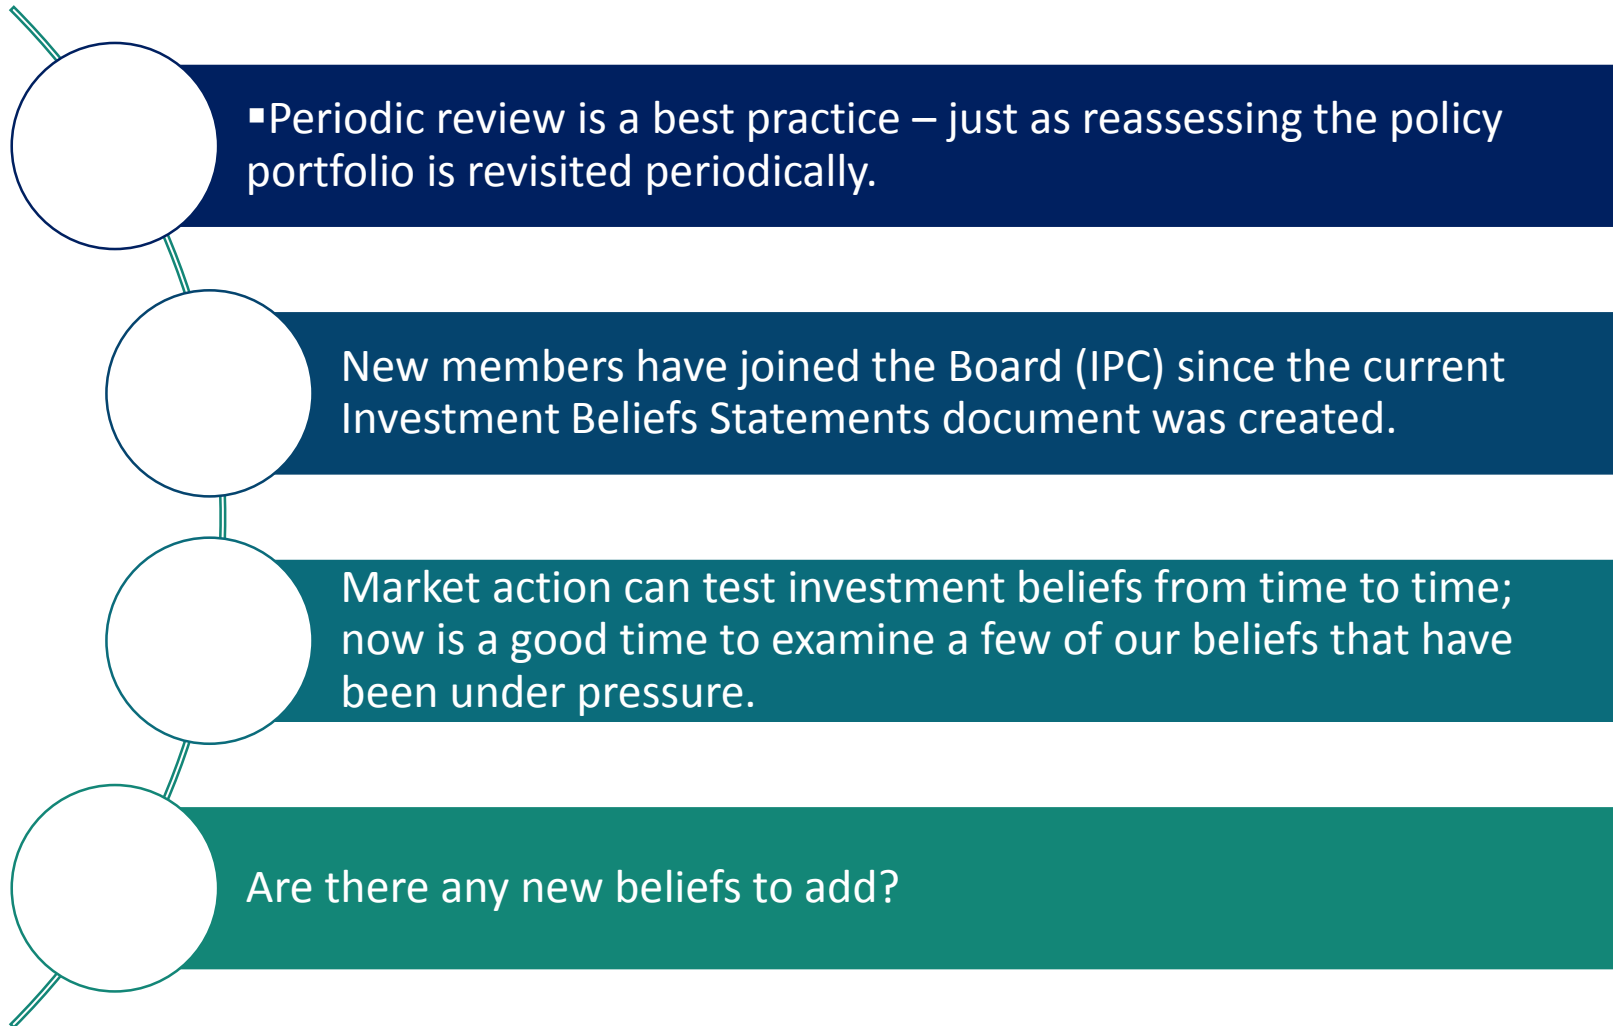 ▪Periodic review is a best practice – just as reassessing the policy
portfolio is revisited periodically.
New members have joined the Board (IPC) since the current
Investment Beliefs Statements document was created.
Market action can test investment beliefs from time to time;
now is a good time to examine a few of our beliefs that have
been under pressure.
Are there any new beliefs to add?